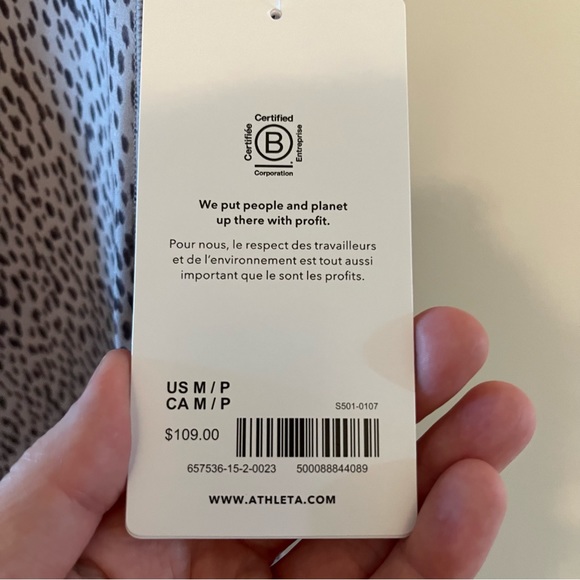 Certified
Certifiée
B
Entreprise
Corporation
We put people and planet
up there with profit.
Pour nous, le respect des travailleurs
et de l'environnement est tout aussi
important que le sont les profits.
US M / P
CA M / P
S501-0107
$109.00
657536-15-2-0023 500088844089
WWW.ATHLETA.COM